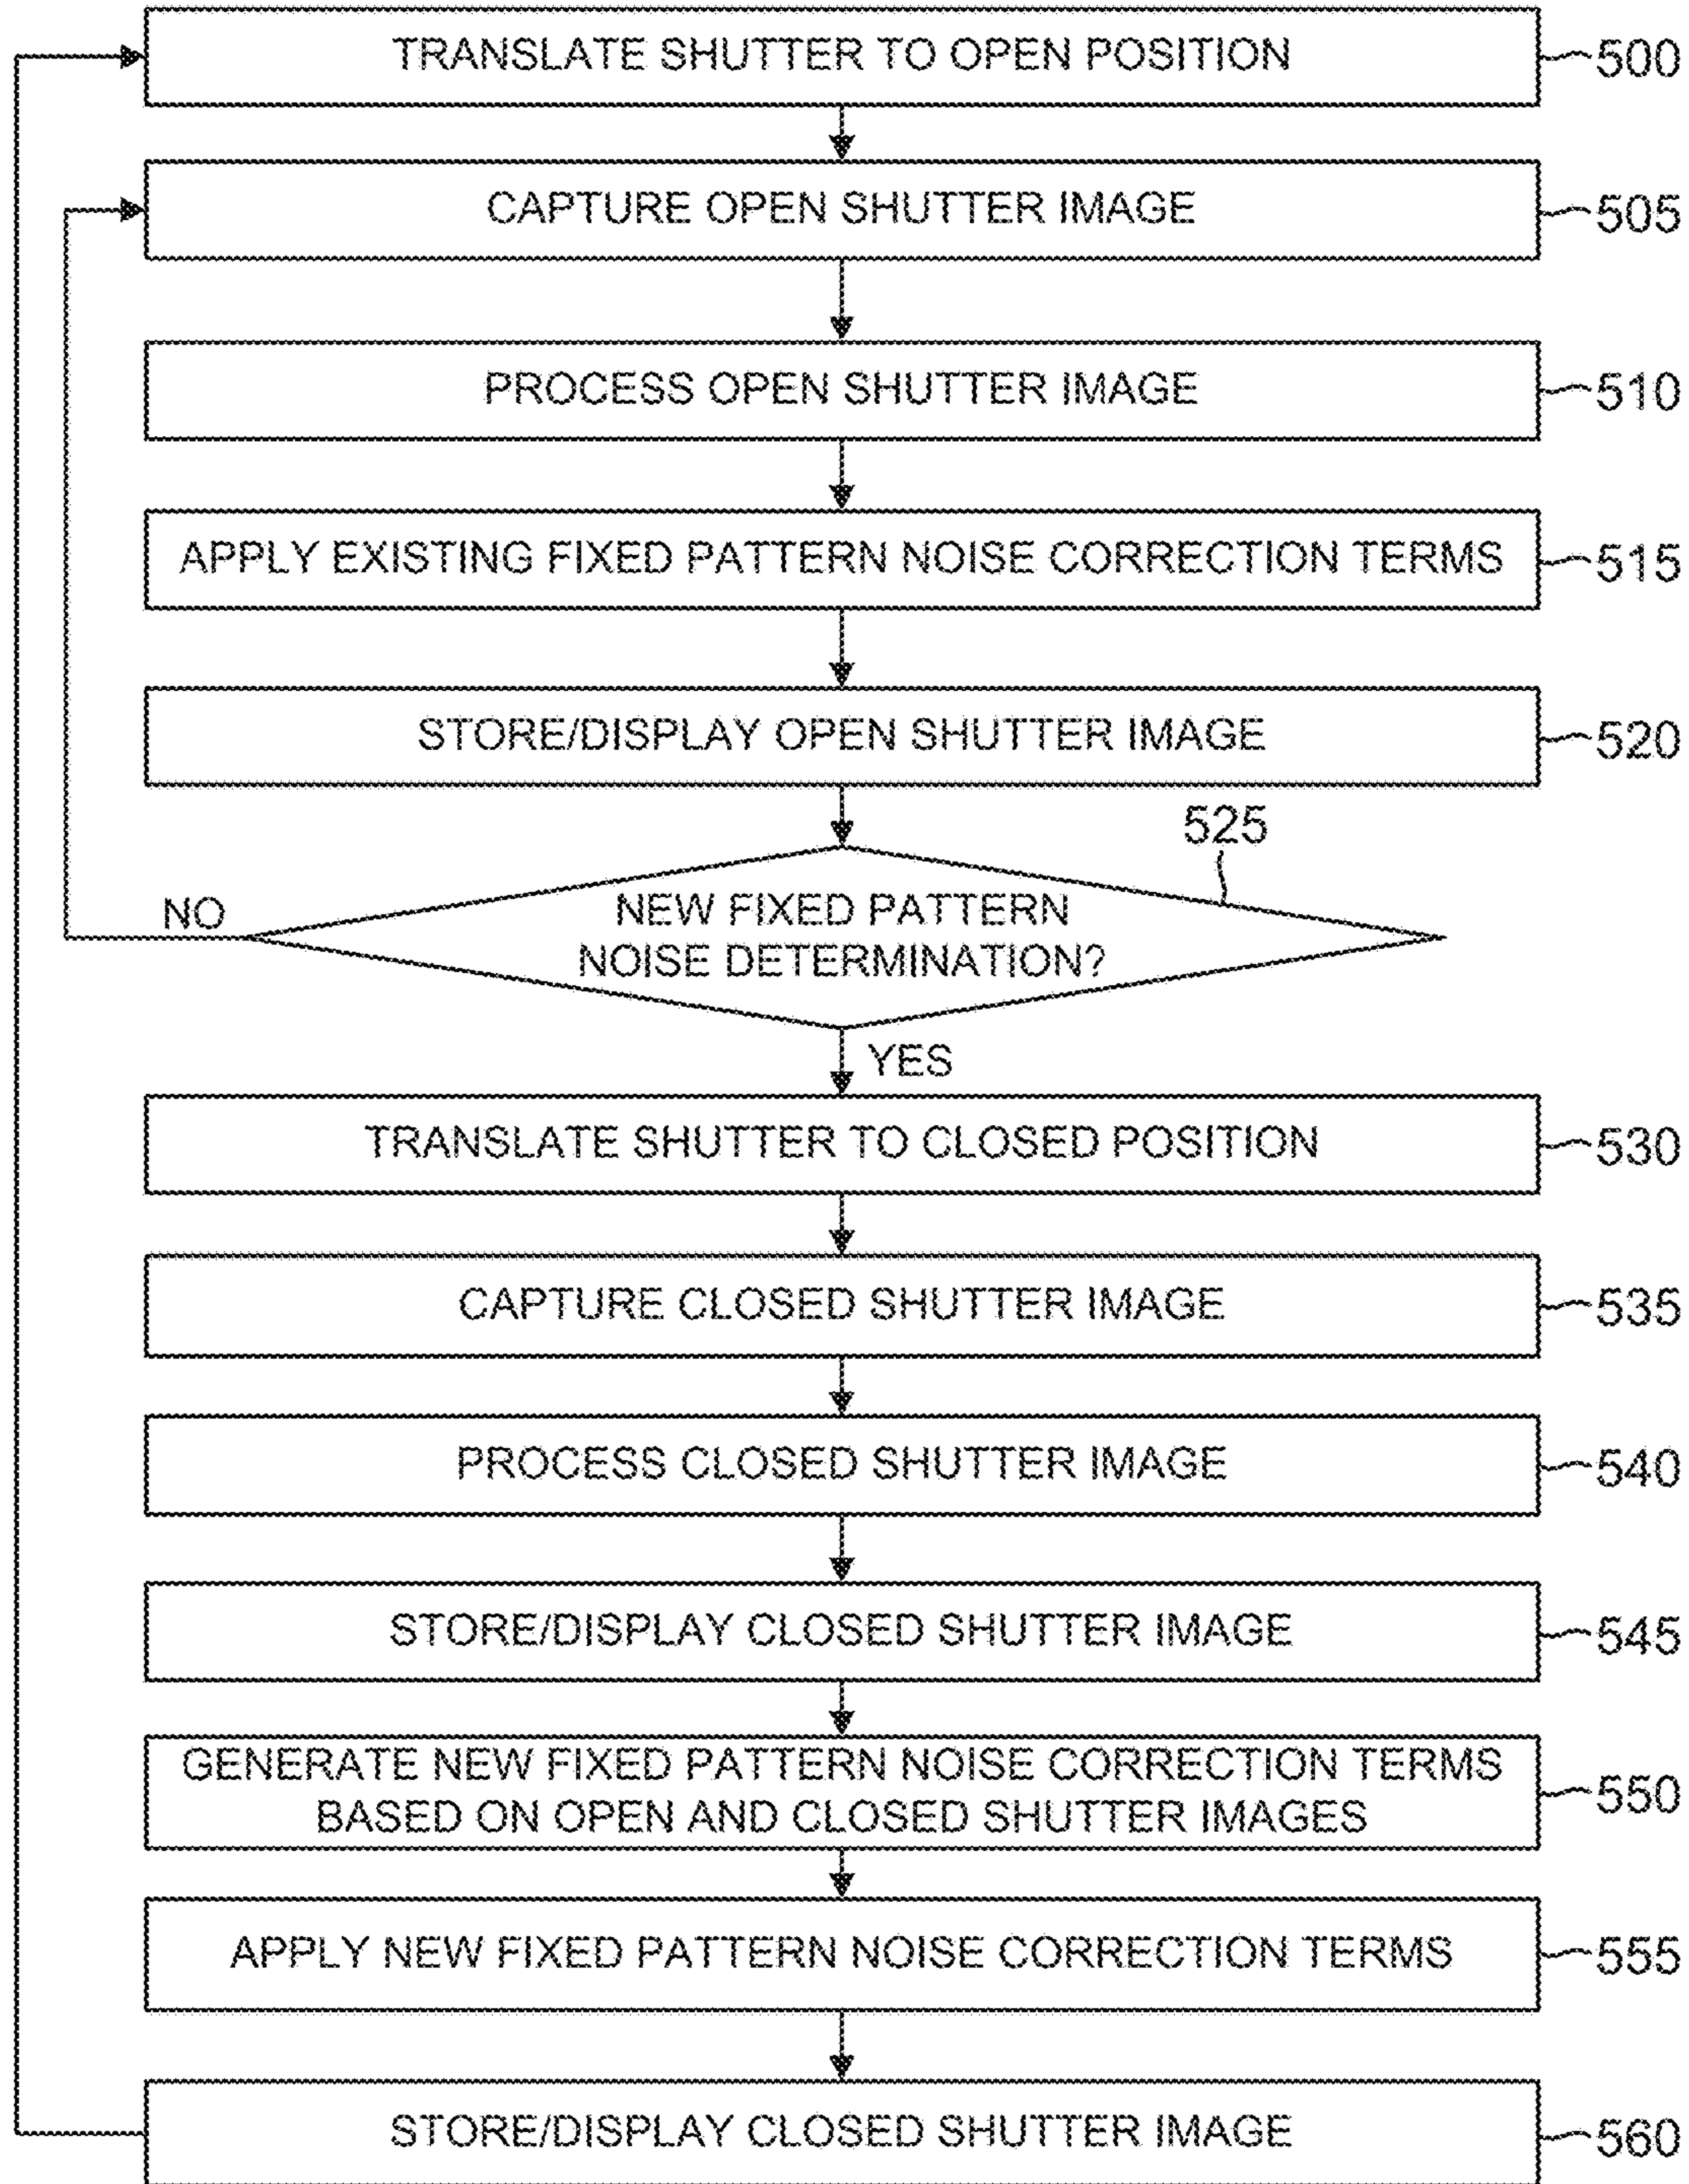 TRANSLATE SHUTTER TO OPEN POSITION 500
CAPTURE OPEN SHUTTER IMAGE 505
PROCESS OPEN SHUTTER IMAGE 510
APPLY EXISTING FIXED PATTERN NOISE CORRECTION TERMS 515
STORE/DISPLAY OPEN SHUTTER IMAGE 520
525
NO
NEW FIXED PATTERN
NOISE DETERMINATION?
YES
TRANSLATE SHUTTER TO CLOSED POSITION 530
CAPTURE CLOSED SHUTTER IMAGE 535
PROCESS CLOSED SHUTTER IMAGE 540
STORE/DISPLAY CLOSED SHUTTER IMAGE 545
GENERATE NEW FIXED PATTERN NOISE CORRECTION TERMS
BASED ON OPEN AND CLOSED SHUTTER IMAGES 550
APPLY NEW FIXED PATTERN NOISE CORRECTION TERMS 555
STORE/DISPLAY CLOSED SHUTTER IMAGE 560